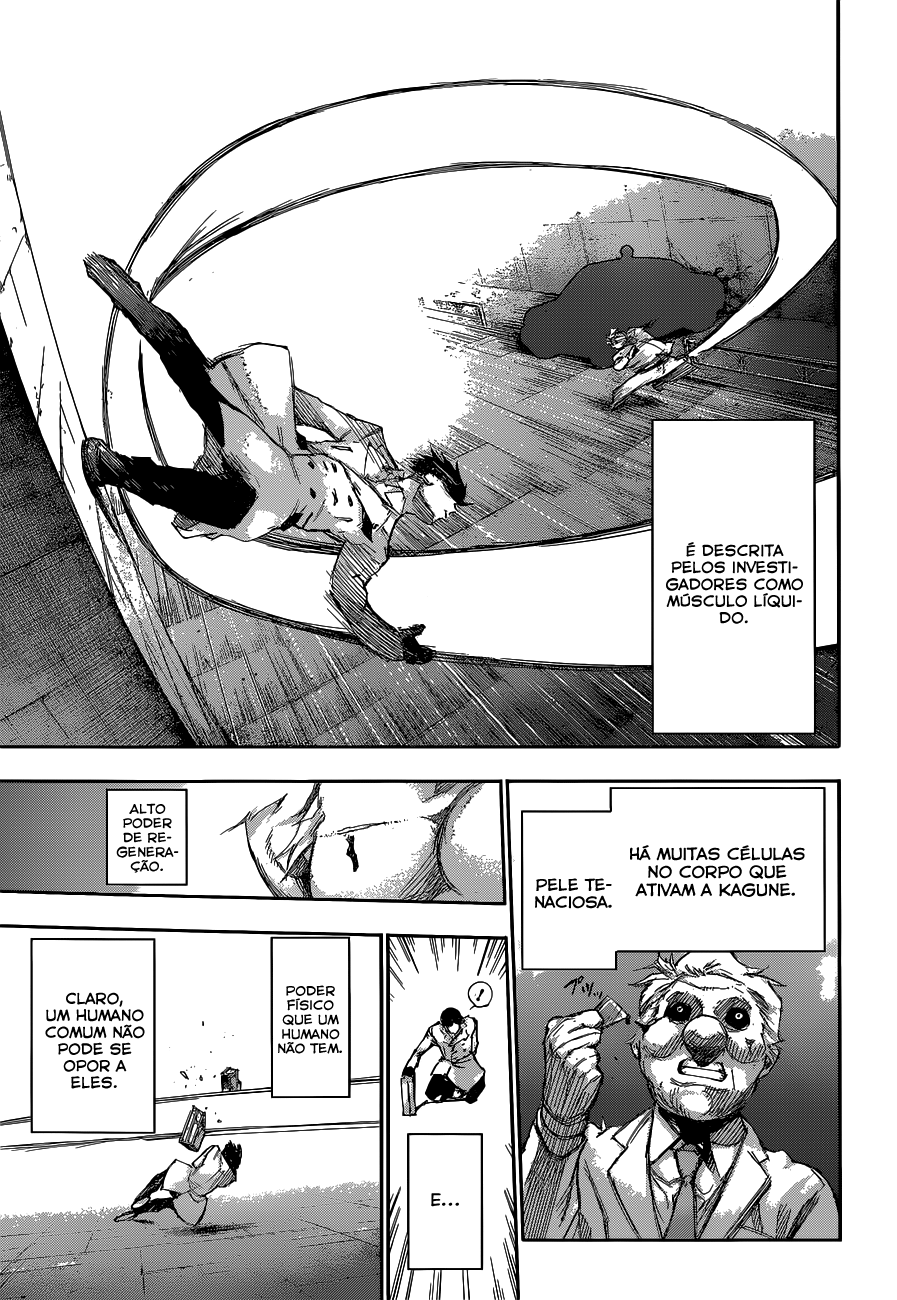 É DESCRITA
PELOS INVESTI-
GADORES COMO
MÚSCULO LÍQUI-
DO.
HÁ MUITAS CÉLULAS
NO CORPO QUE
ATIVAM A KAGUNE.
PELE TE-
NACIOSA.
ALTO
PODER
DE RE-
GENERA-
ÇÃO.
!
E...
PODER
FÍSICO
QUE UM
HUMANO
NÃO TEM.
CLARO,
UM HUMANO
COMUM NÃO
PODE SE
OPOR A
ELES.